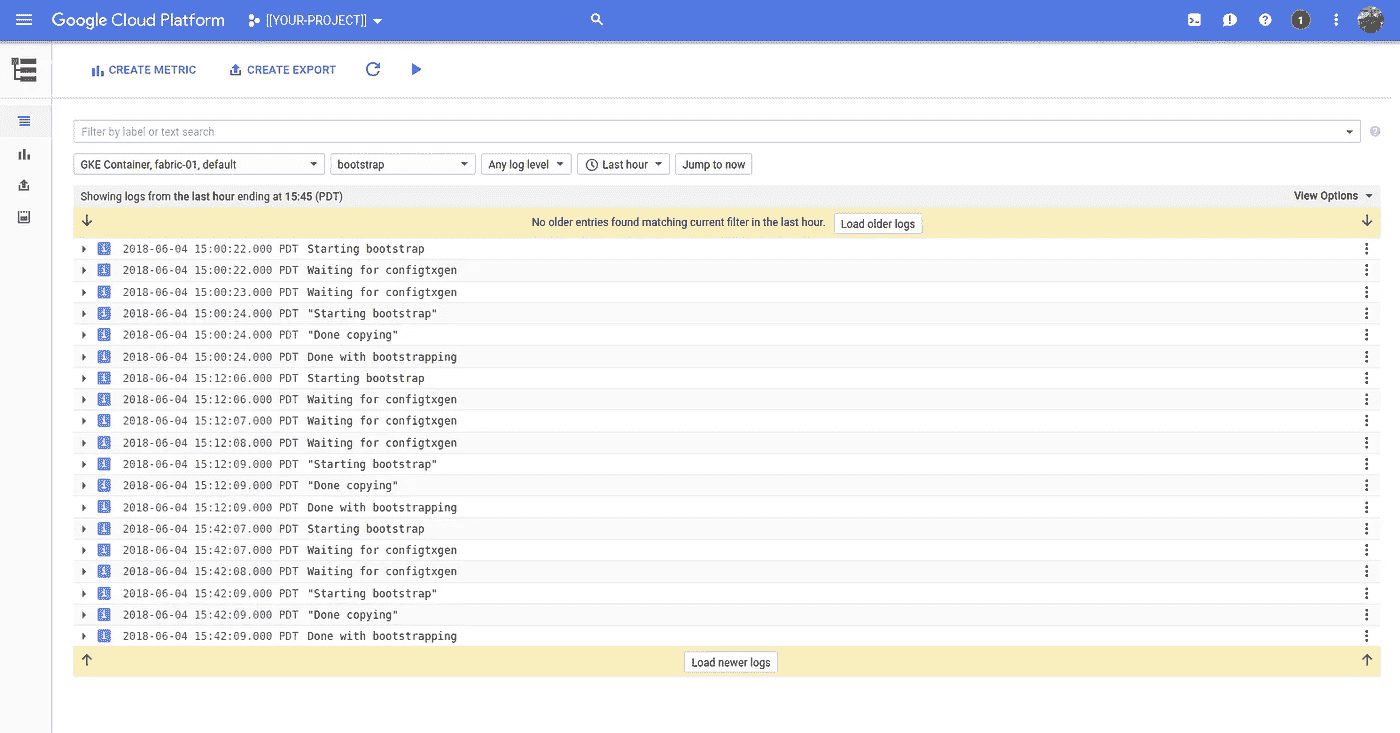 Google Cloud Platform [[YOUR-PROJECT]] 1
CREATE METRIC CREATE EXPORT
Filter by label or text search
GKE Container, fabric-01, default bootstrap Any log level Last hour Jump to now
Showing logs from the last hour ending at 15:45 (PDT) View Options
No older entries found matching current filter in the last hour. Load older logs
2018-06-04 15:00:22.000 PDT Starting bootstrap
2018-06-04 15:00:22.000 PDT Waiting for configtxgen
2018-06-04 15:00:23.000 PDT Waiting for configtxgen
2018-06-04 15:00:24.000 PDT "Starting bootstrap"
2018-06-04 15:00:24.000 PDT "Done copying"
2018-06-04 15:00:24.000 PDT Done with bootstrapping
2018-06-04 15:12:06.000 PDT Starting bootstrap
2018-06-04 15:12:06.000 PDT Waiting for configtxgen
2018-06-04 15:12:07.000 PDT Waiting for configtxgen
2018-06-04 15:12:08.000 PDT Waiting for configtxgen
2018-06-04 15:12:09.000 PDT "Starting bootstrap"
2018-06-04 15:12:09.000 PDT "Done copying"
2018-06-04 15:12:09.000 PDT Done with bootstrapping
2018-06-04 15:42:07.000 PDT Starting bootstrap
2018-06-04 15:42:07.000 PDT Waiting for configtxgen
2018-06-04 15:42:08.000 PDT Waiting for configtxgen
2018-06-04 15:42:09.000 PDT "Starting bootstrap"
2018-06-04 15:42:09.000 PDT "Done copying"
2018-06-04 15:42:09.000 PDT Done with bootstrapping
Load newer logs